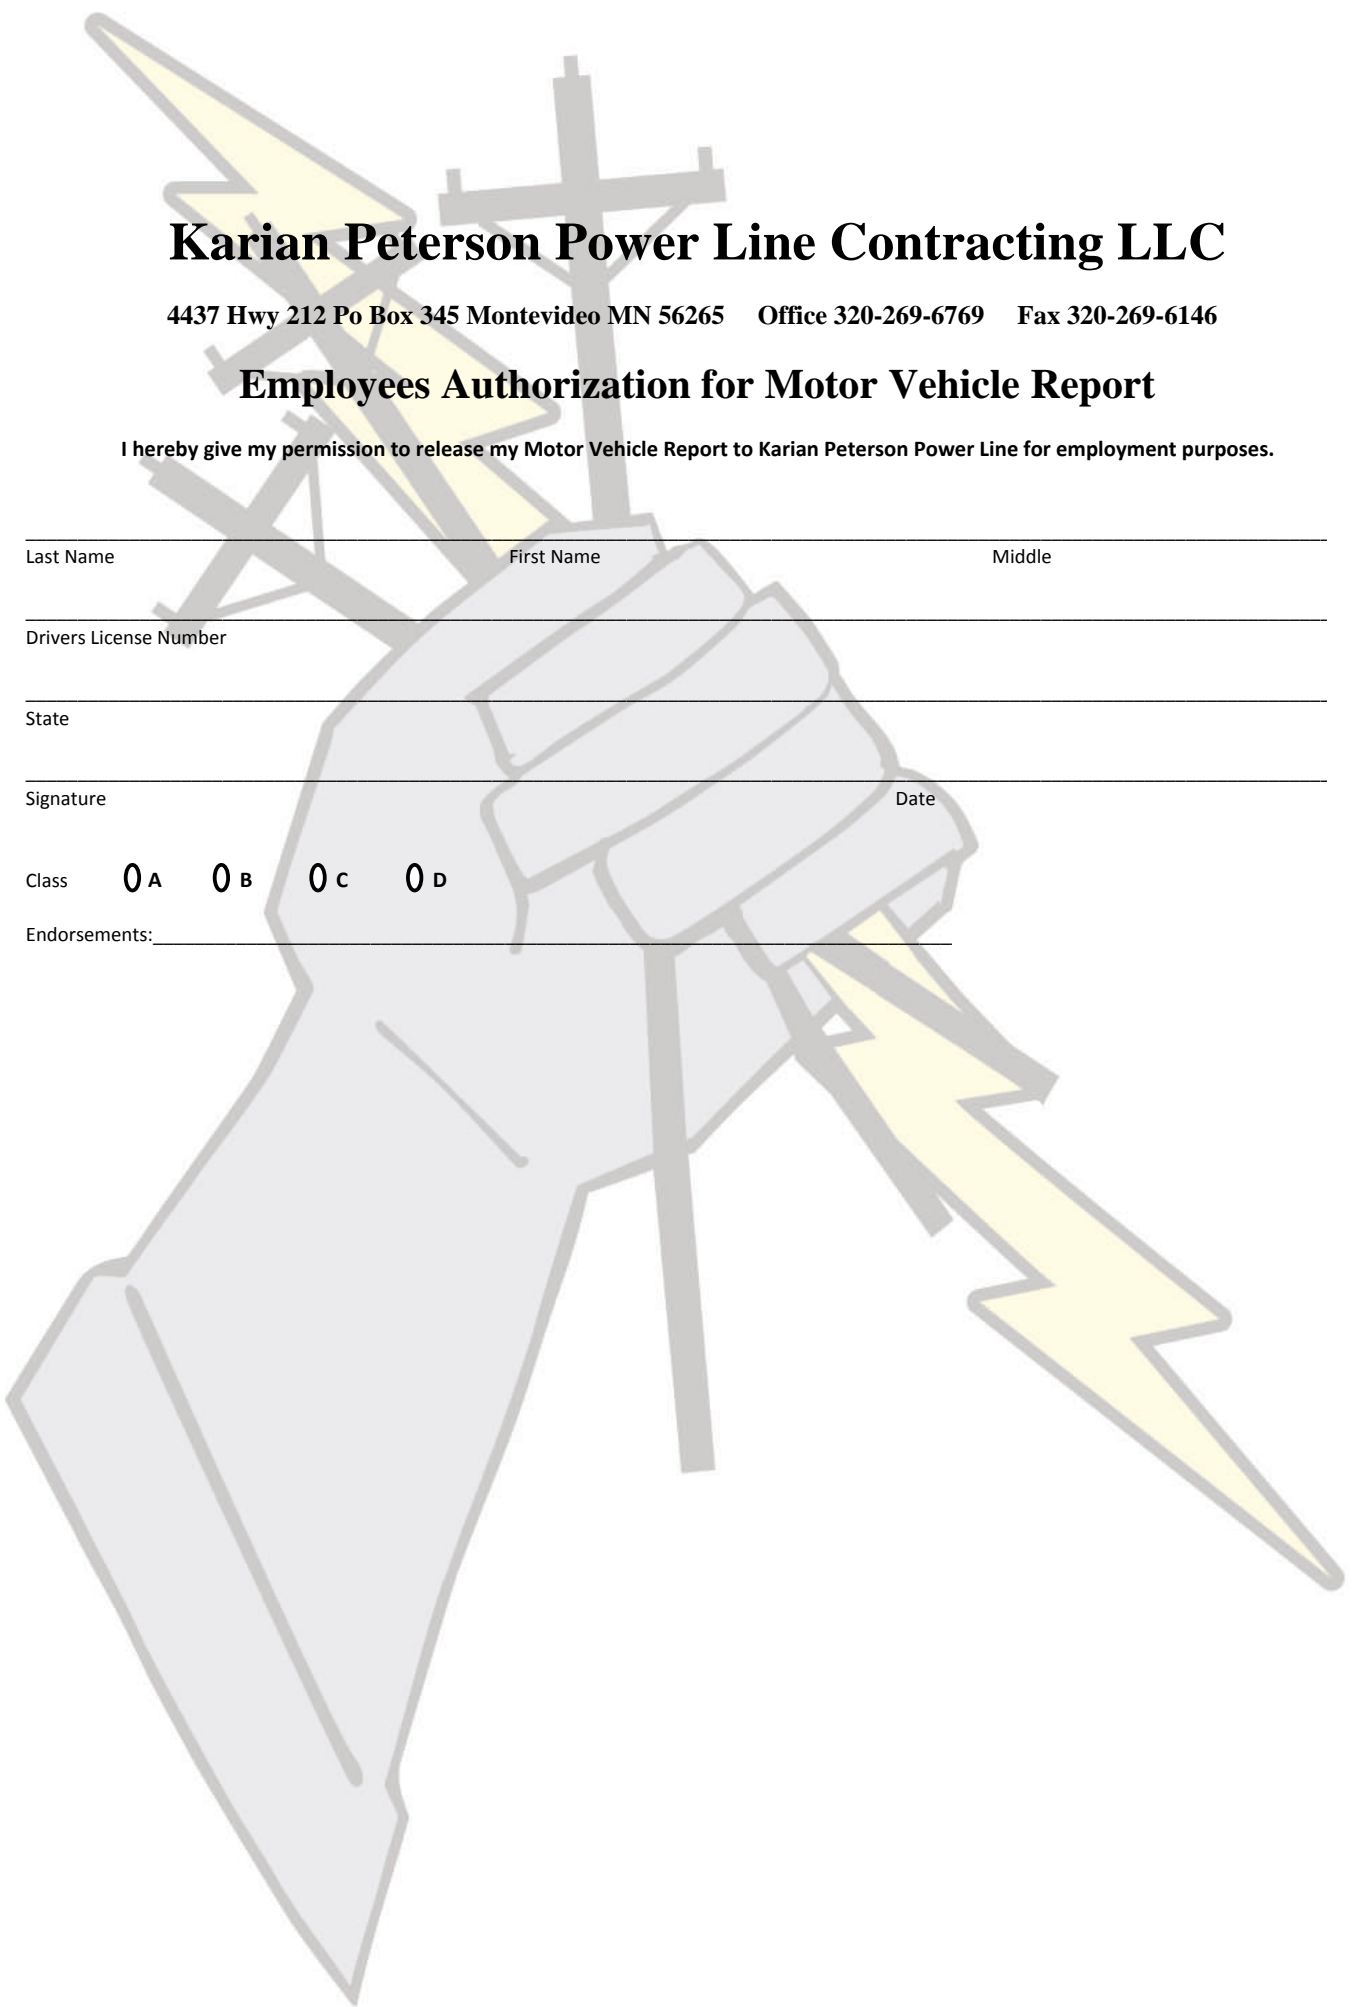 Karian Peterson Power Line Contracting LLC
4437 Hwy 212 Po Box 345 Montevideo MN 56265 Office 320-269-6769 Fax 320-269-6146
Employees Authorization for Motor Vehicle Report
I hereby give my permission to release my Motor Vehicle Report to Karian Peterson Power Line for employment purposes.
Last Name First Name Middle
Drivers License Number
State
Signature Date
Class A B C D
Endorsements: